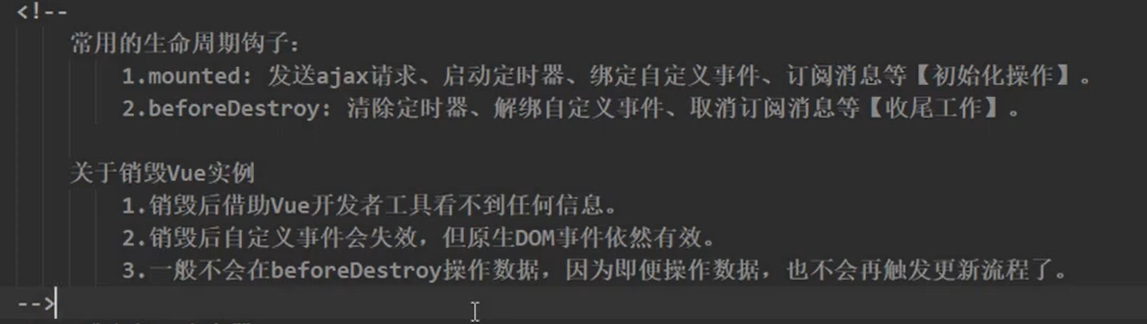 <!--
常用的生命周期钩子：
1.mounted: 发送ajax请求、启动定时器、绑定自定义事件、订阅消息等【初始化操作】。
2.beforeDestroy: 清除定时器、解绑自定义事件、取消订阅消息等【收尾工作】。
关于销毁Vue实例
1.销毁后借助Vue开发者工具看不到任何信息。
2.销毁后自定义事件会失效，但原生DOM事件依然有效。
3.一般不会在beforeDestroy操作数据，因为即便操作数据，也不会再触发更新流程了。
-->